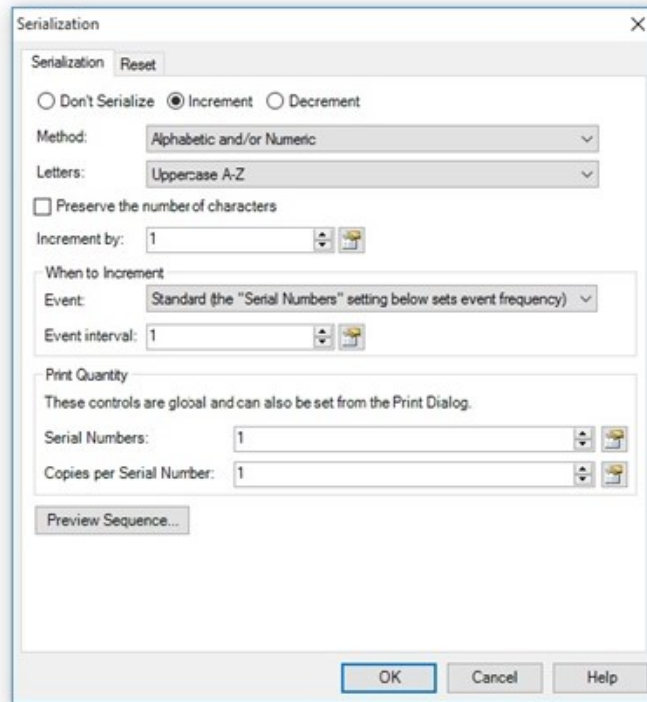 Serialization
Serialization Reset
Don't Serialize Increment Decrement
Method: Alphabetic and/or Numeric
Letters: Uppercase A-Z
Preserve the number of characters
Increment by: 1
When to Increment
Event: Standard (the "Serial Numbers" setting below sets event frequency)
Event interval: 1
Print Quantity
These controls are global and can also be set from the Print Dialog.
Serial Numbers: 1
Copies per Serial Number: 1
Preview Sequence...
OK Cancel Help